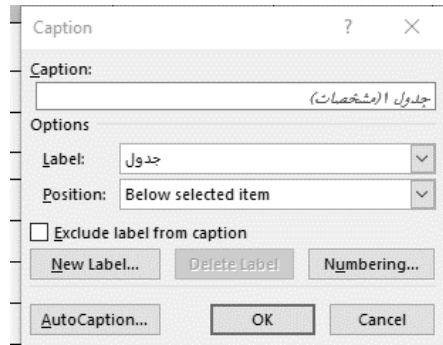 Caption ? ×
Caption:
جدول ۱(مشخصات)
Options
Label: جدول
Position: Below selected item
Exclude label from caption
New Label... Delete Label Numbering...
AutoCaption... OK Cancel